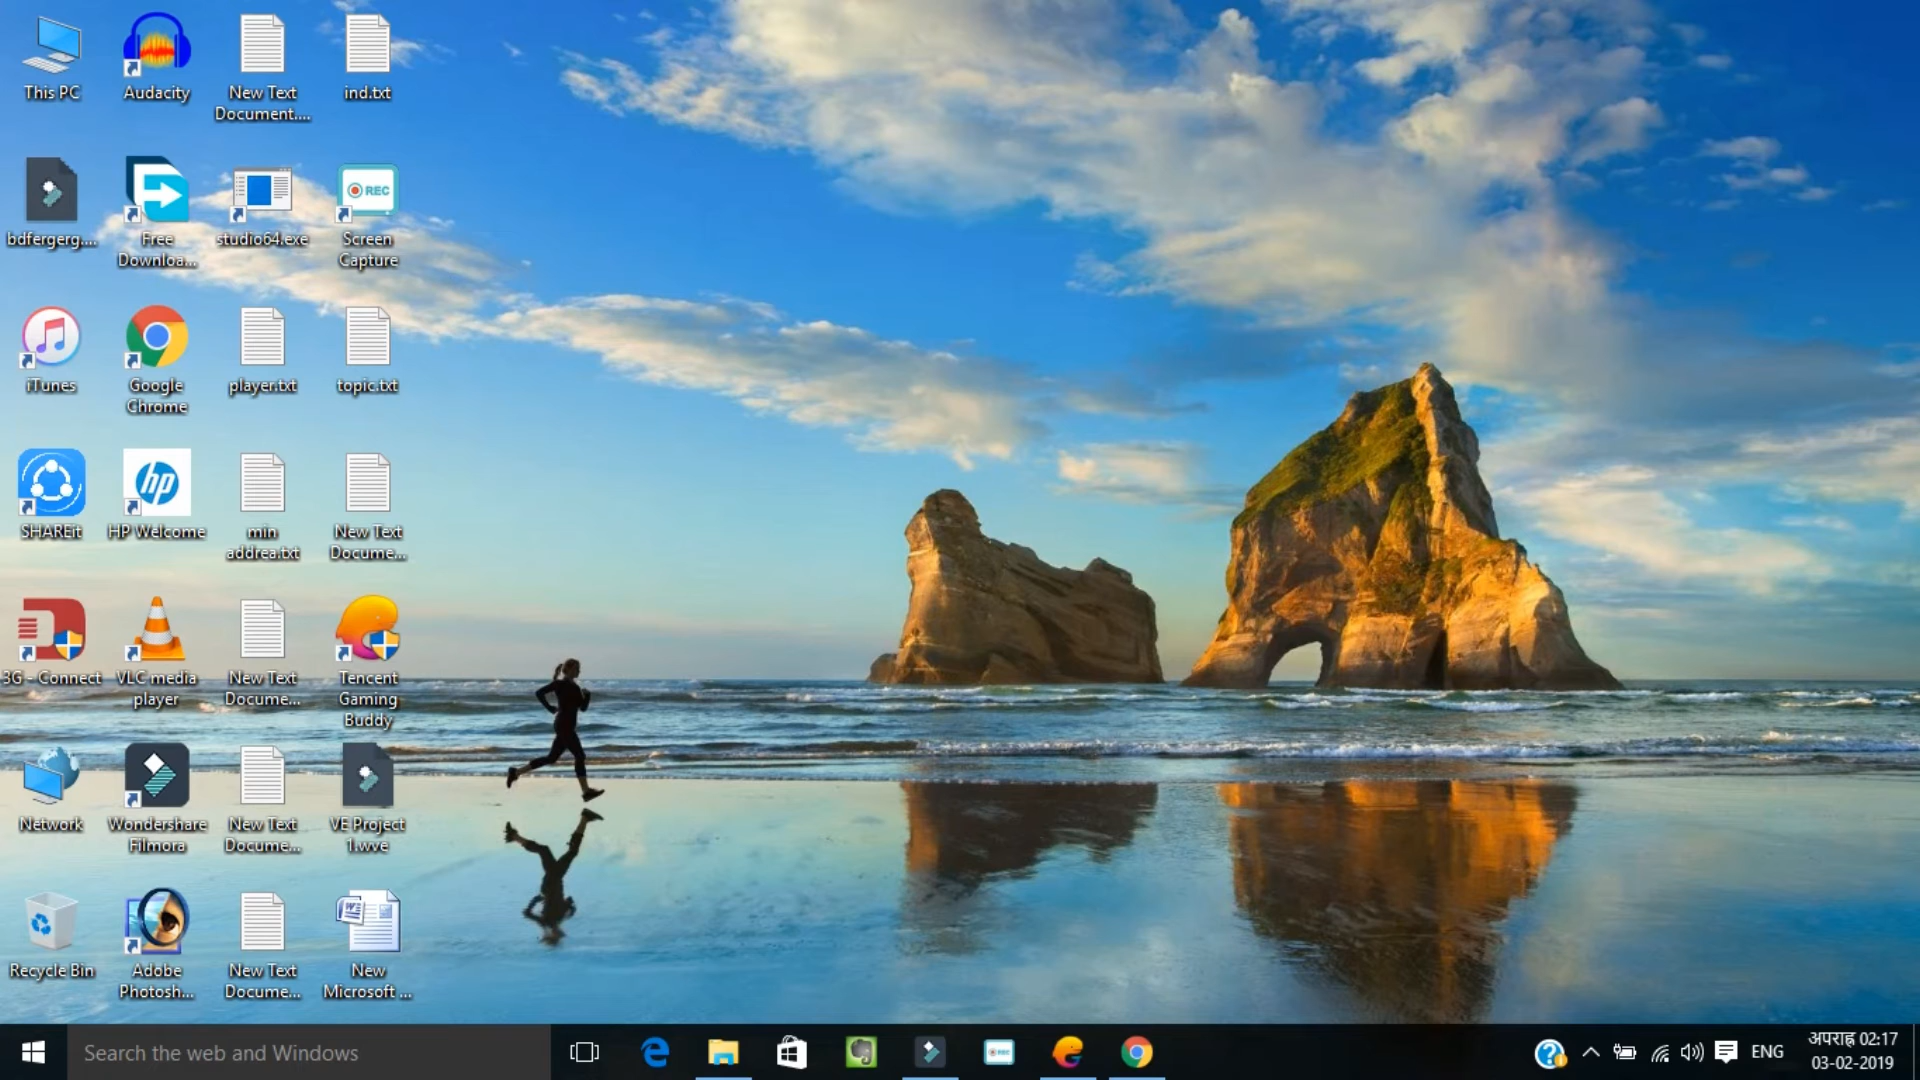 This PC
Audacity
New Text
Document....
ind.txt
bdfergerg....
Free
Downloa...
studio64.exe
REC
Screen
Capture
iTunes
Google
Chrome
player.txt
topic.txt
SHAREit
hp
HP Welcome
min
addrea.txt
New Text
Docume...
3G - Connect
VLC media
player
New Text
Docume...
Tencent
Gaming
Buddy
Network
Wondershare
Filmora
New Text
Docume...
VE Project
1.wve
Recycle Bin
Adobe
Photosh...
New Text
Docume...
New
Microsoft ...
Search the web and Windows
ENG
अपराह्न 02:17
03-02-2019